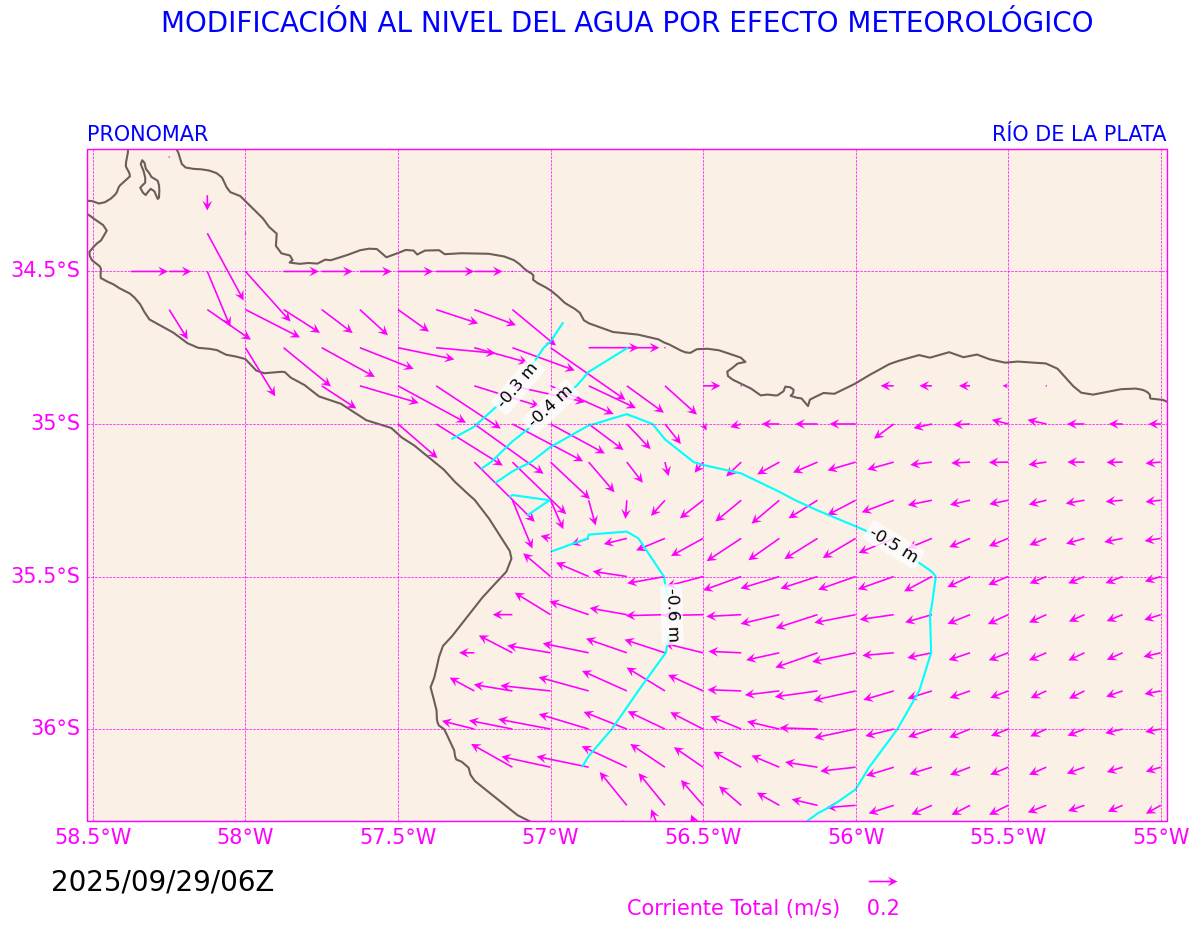 MODIFICACIÓN AL NIVEL DEL AGUA POR EFECTO METEOROLÓGICO
PRONOMAR
RÍO DE LA PLATA
34.5°S
35°S
35.5°S
36°S
-0.3 m
-0.4 m
-0.5 m
-0.6 m
58.5°W
58°W
57.5°W
57°W
56.5°W
56°W
55.5°W
55°W
2025/09/29/06Z
Corriente Total (m/s)
0.2